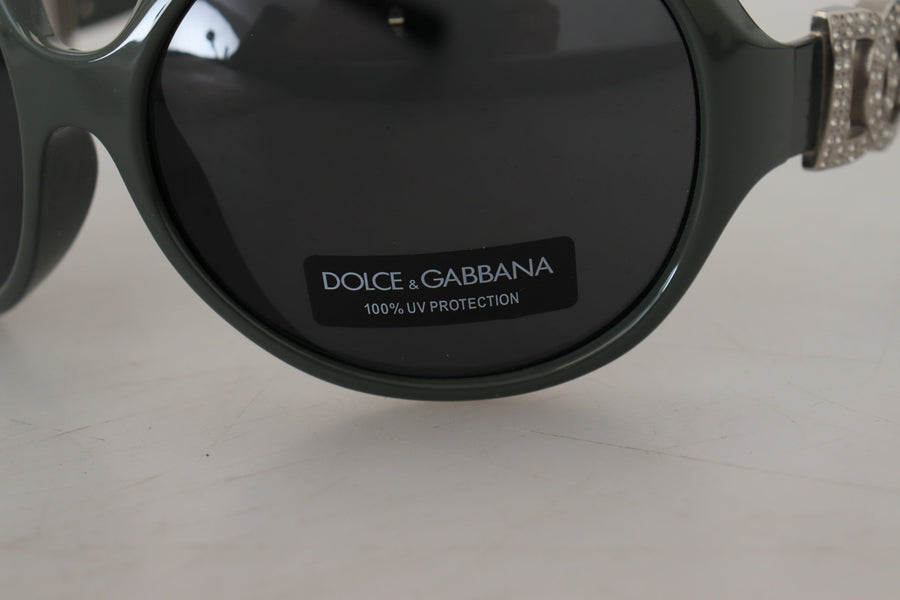 DOLCE & GABBANA
100% UV PROTECTION